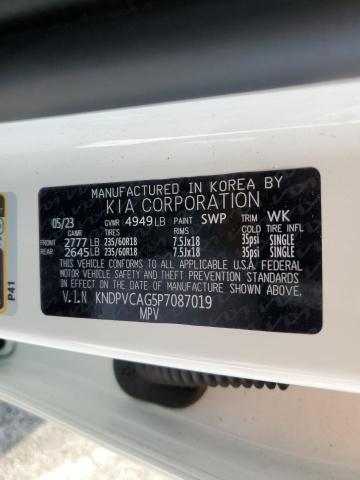 MANUFACTURED IN KOREA BY
KIA CORPORATION
05/23 GVWR 4949LB PAINT SWP TRIM WK
GAWR TIRES RIMS COLD TIRE INFL
FRONT 2777LB 235/60R18 7.5Jx18 35psi SINGLE
REAR 2645LB 235/60R18 7.5Jx18 35psi SINGLE
THIS VEHICLE CONFORMS TO ALL APPLICABLE U.S.A. FEDERAL
MOTOR VEHICLE SAFETY AND THEFT PREVENTION STANDARDS
IN EFFECT ON THE DATE OF MANUFACTURE SHOWN ABOVE.
V.I.N KNDPVCAG5P7087019
MPV
P41